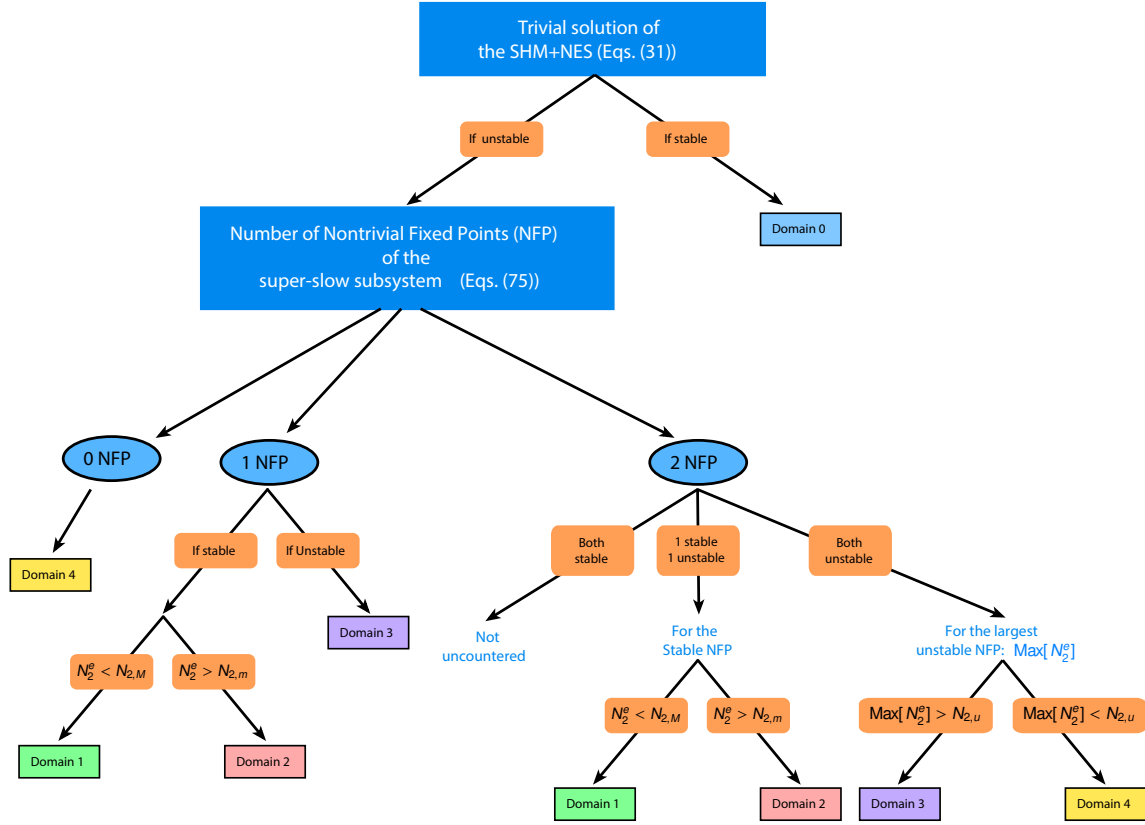 Trivial solution of
the SHM+NES (Eqs. (31))
If unstable
If stable
Domain 0
Number of Nontrivial Fixed Points (NFP)
of the
super-slow subsystem (Eqs. (75))
0 NFP
1 NFP
2 NFP
If stable
If Unstable
Both
stable
1 stable
1 unstable
Both
unstable
Domain 4
Domain 3
Not
uncountered
For the
Stable NFP
For the largest
unstable NFP: Max[ N₂ᵉ]
N₂ᵉ < N₂,M
N₂ᵉ > N₂,m
N₂ᵉ < N₂,M
N₂ᵉ > N₂,m
Max[ N₂ᵉ] > N₂,u
Max[ N₂ᵉ] < N₂,u
Domain 1
Domain 2
Domain 1
Domain 2
Domain 3
Domain 4